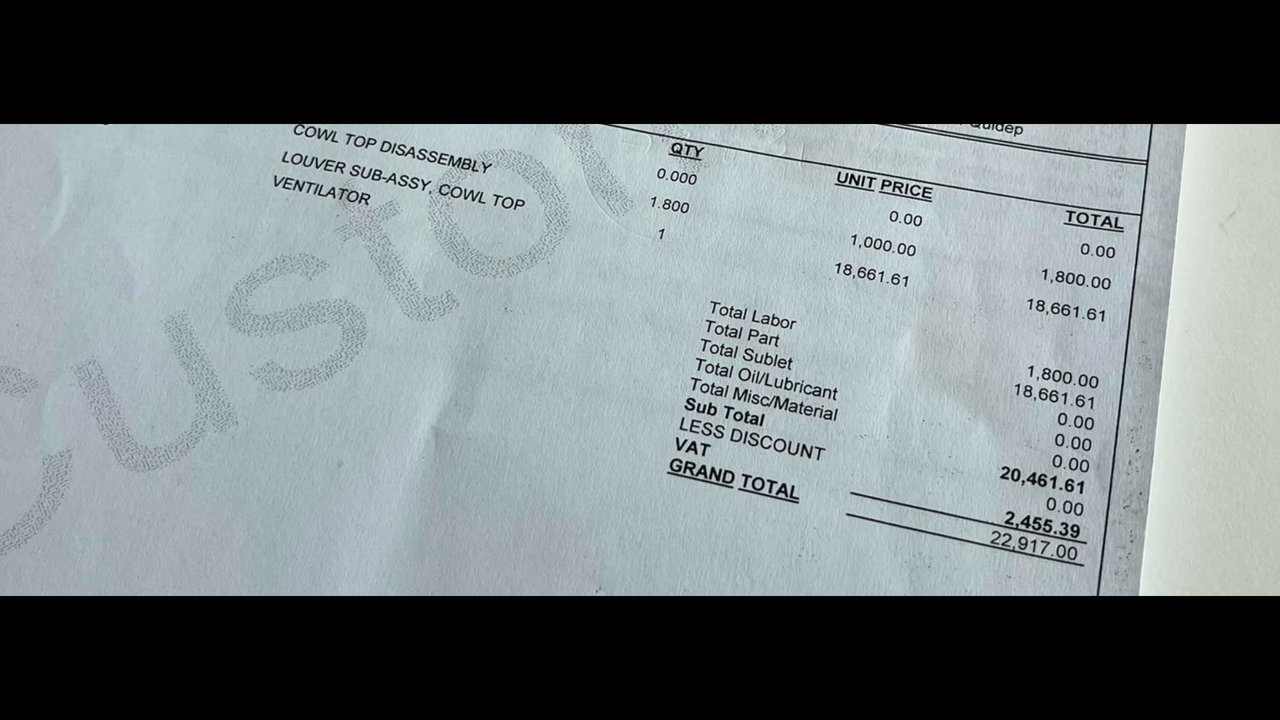 Quidep
QTY UNIT PRICE TOTAL
0.000 0.00 0.00
COWL TOP DISASSEMBLY 1.800 1,000.00 1,800.00
LOUVER SUB-ASSY, COWL TOP 1 18,661.61 18,661.61
VENTILATOR
Total Labor 1,800.00
Total Part 18,661.61
Total Sublet 0.00
Total Oil/Lubricant 0.00
Total Misc/Material 0.00
Sub Total 20,461.61
LESS DISCOUNT 0.00
VAT 2,455.39
GRAND TOTAL 22,917.00
Custo